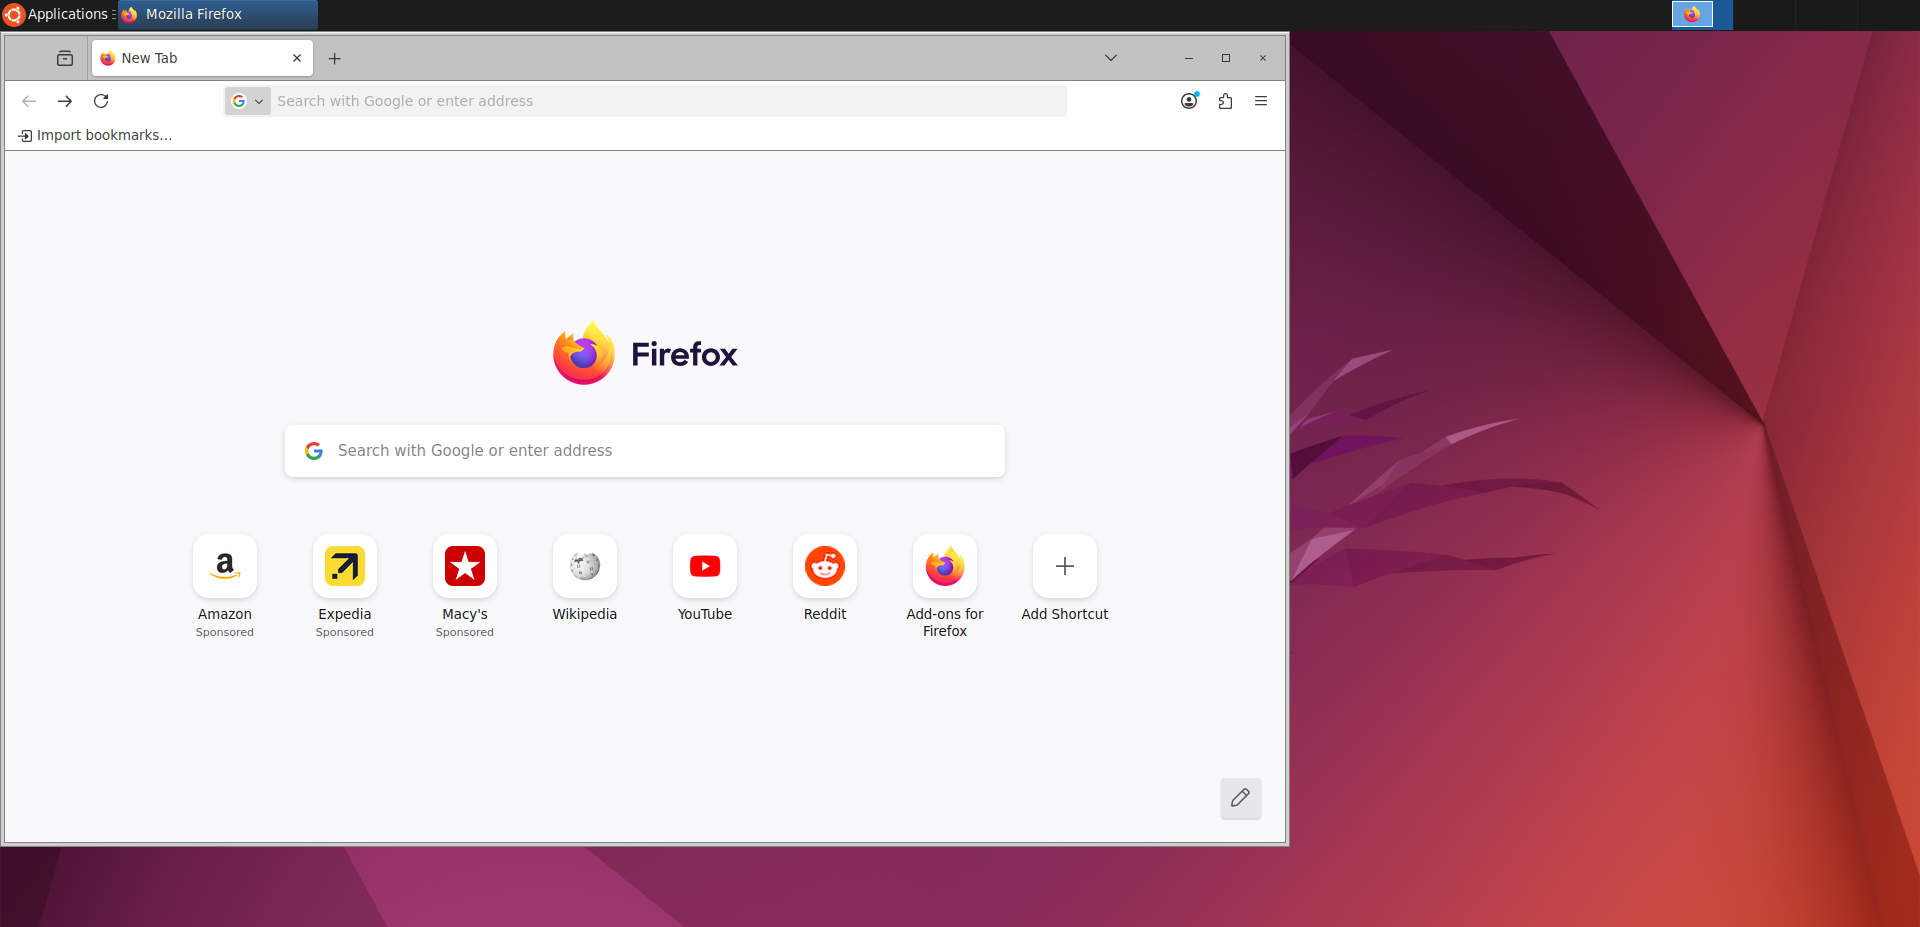 Applications
Mozilla Firefox
New Tab
Search with Google or enter address
Import bookmarks...
Firefox
Search with Google or enter address
Amazon
Sponsored
Expedia
Sponsored
Macy's
Sponsored
Wikipedia
YouTube
Reddit
Add-ons for
Firefox
Add Shortcut